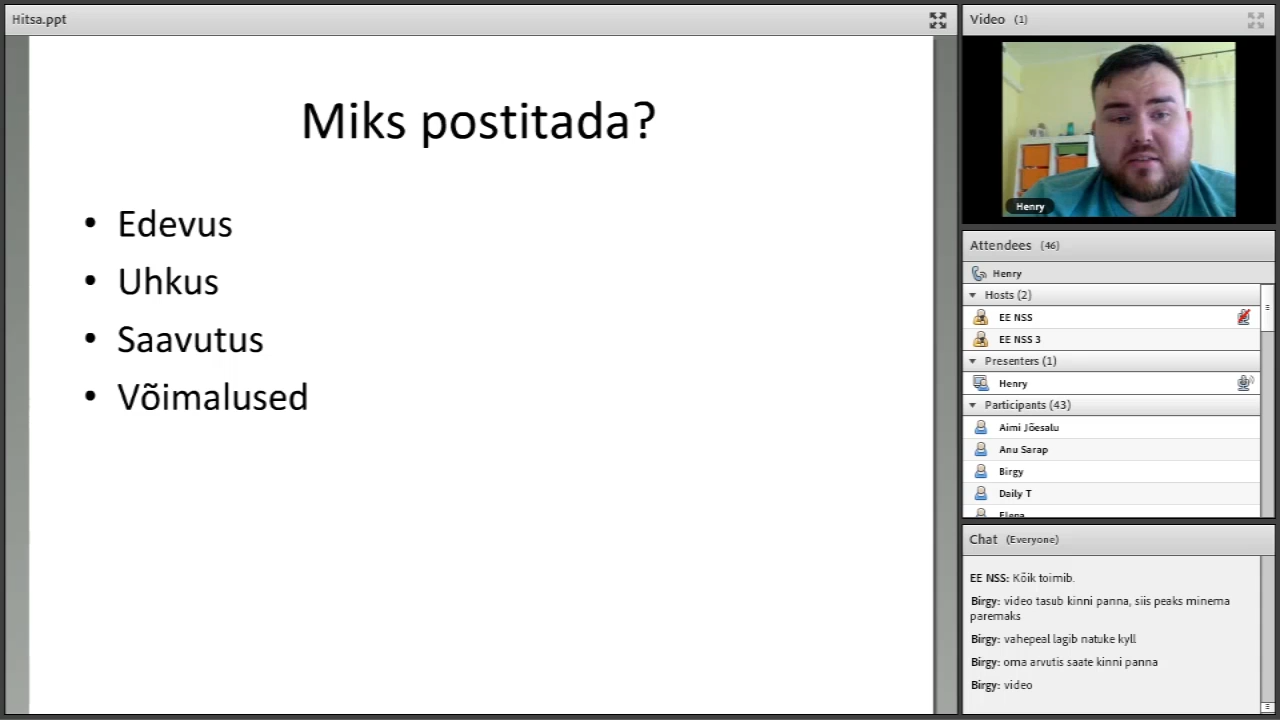 Hitsa.ppt
Miks postitada?
• Edevus
• Uhkus
• Saavutus
• Võimalused
Video (1)
Henry
Attendees (46)
Henry
Hosts (2)
EE NSS
EE NSS 3
Presenters (1)
Henry
Participants (43)
Aimi Jõesalu
Anu Sarap
Birgy
Daily T
Elena
Chat (Everyone)
EE NSS: Kõik toimib.
Birgy: video tasub kinni panna, siis peaks minema
paremaks
Birgy: vahepeal lagib natuke kyll
Birgy: oma arvutis saate kinni panna
Birgy: video